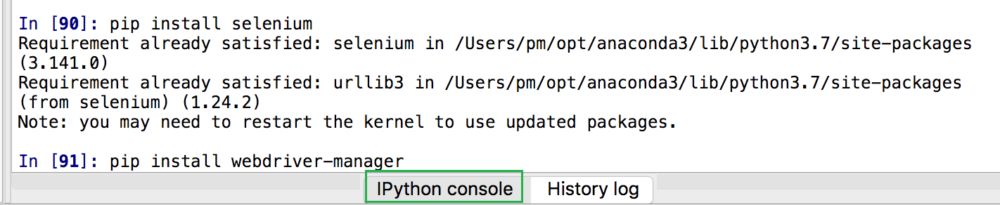 In [90]: pip install selenium
Requirement already satisfied: selenium in /Users/pm/opt/anaconda3/lib/python3.7/site-packages
(3.141.0)
Requirement already satisfied: urllib3 in /Users/pm/opt/anaconda3/lib/python3.7/site-packages
(from selenium) (1.24.2)
Note: you may need to restart the kernel to use updated packages.
In [91]: pip install webdriver-manager
IPython console History log